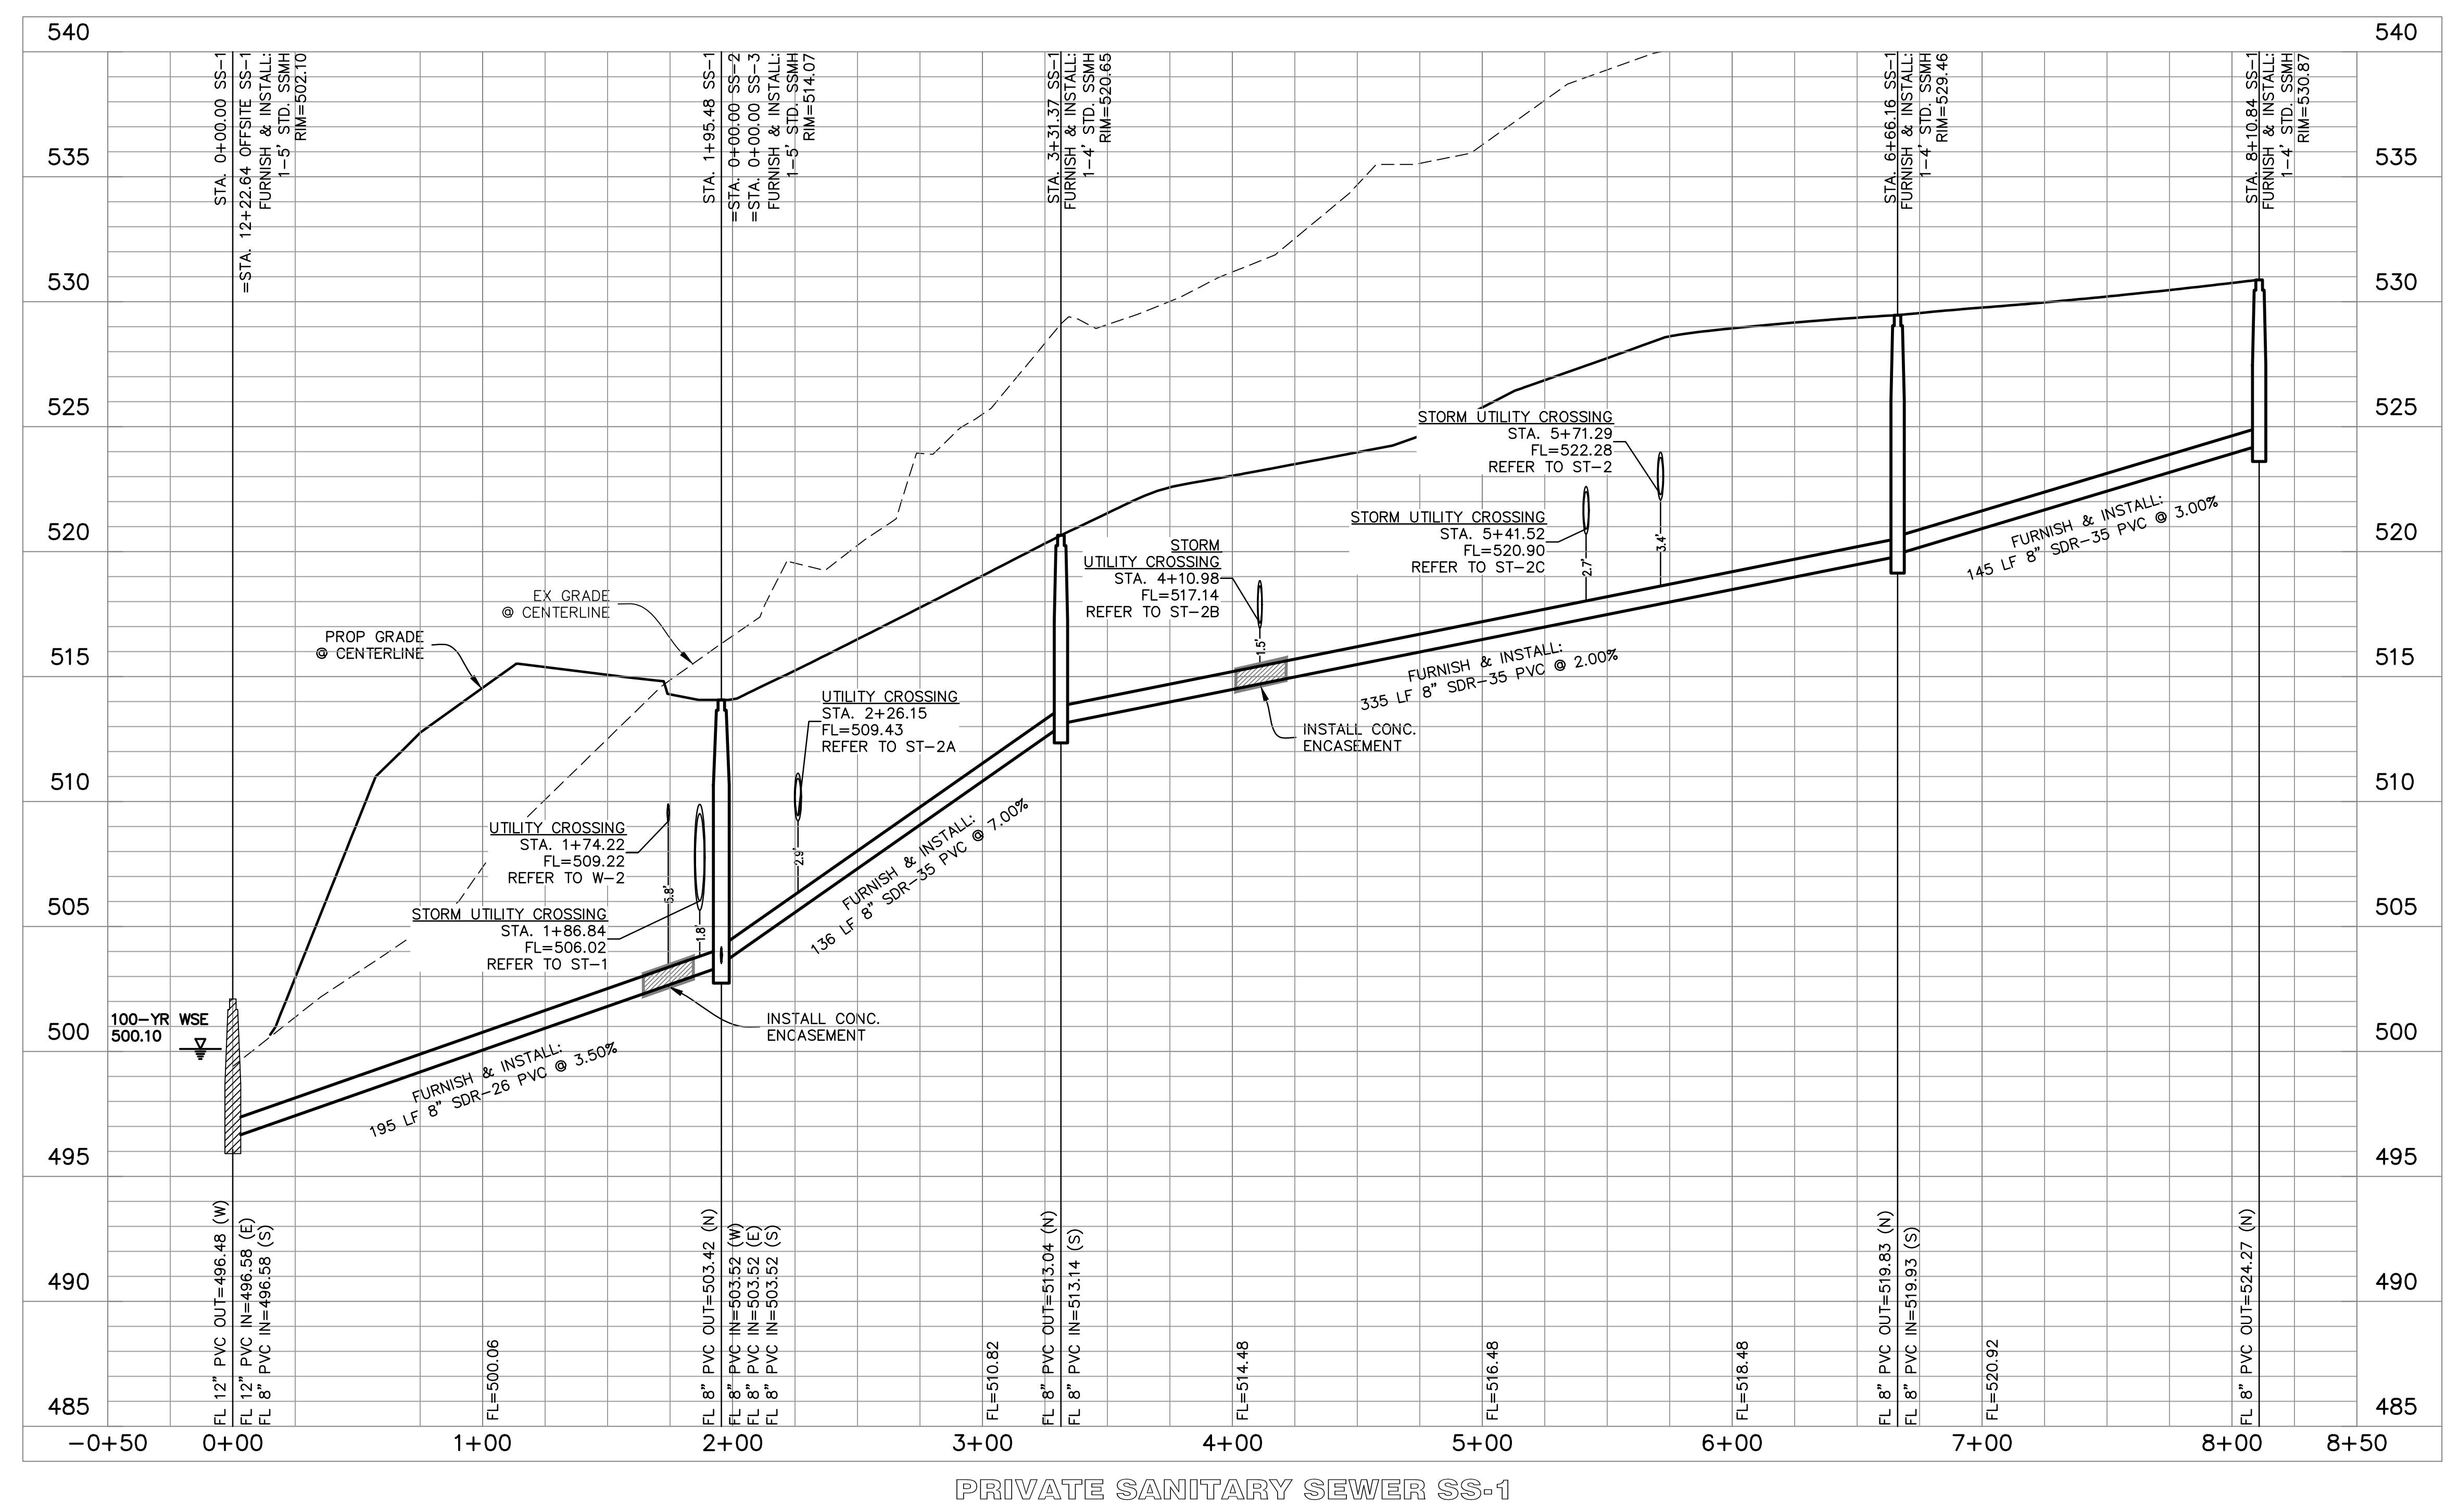 540
540
535
535
530
530
525
525
520
520
515
515
510
510
505
505
500
500
495
495
490
490
485
485
STA. 0+00.00 SS-1
=STA. 12+22.64 OFFSITE SS-1
FURNISH & INSTALL:
1-5' STD. SSMH
RIM=502.10
STA. 1+95.48 SS-1
=STA. 0+00.00 SS-2
=STA. 0+00.00 SS-3
FURNISH & INSTALL:
1-5' STD. SSMH
RIM=514.07
STA. 3+31.37 SS-1
FURNISH & INSTALL:
1-4' STD. SSMH
RIM=520.65
STA. 6+66.16 SS-1
FURNISH & INSTALL:
1-4' STD. SSMH
RIM=529.46
STA. 8+10.84 SS-1
FURNISH & INSTALL:
1-4' STD. SSMH
RIM=530.87
STORM UTILITY CROSSING
STA. 5+71.29
FL=522.28
REFER TO ST-2
3.4'
STORM UTILITY CROSSING
STA. 5+41.52
FL=520.90
REFER TO ST-2C
2.7'
STORM
UTILITY CROSSING
STA. 4+10.98
FL=517.14
REFER TO ST-2B
1.5'
FURNISH & INSTALL:
145 LF 8" SDR-35 PVC @ 3.00%
EX GRADE
@ CENTERLINE
PROP GRADE
@ CENTERLINE
FURNISH & INSTALL:
335 LF 8" SDR-35 PVC @ 2.00%
INSTALL CONC.
ENCASEMENT
UTILITY CROSSING
STA. 2+26.15
FL=509.43
REFER TO ST-2A
2.9'
UTILITY CROSSING
STA. 1+74.22
FL=509.22
REFER TO W-2
5.8'
FURNISH & INSTALL:
136 LF 8" SDR-35 PVC @ 7.00%
STORM UTILITY CROSSING
STA. 1+86.84
FL=506.02
REFER TO ST-1
1.8'
INSTALL CONC.
ENCASEMENT
100-YR WSE
500.10
FURNISH & INSTALL:
195 LF 8" SDR-26 PVC @ 3.50%
FL 12" PVC OUT=496.48 (W)
FL 12" PVC IN=496.58 (E)
FL 8" PVC IN=496.58 (S)
FL=500.06
FL 8" PVC OUT=503.42 (N)
FL 8" PVC IN=503.52 (W)
FL 8" PVC IN=503.52 (E)
FL 8" PVC IN=503.52 (S)
FL=510.82
FL 8" PVC OUT=513.04 (N)
FL 8" PVC IN=513.14 (S)
FL=514.48
FL=516.48
FL=518.48
FL 8" PVC OUT=519.83 (N)
FL 8" PVC IN=519.93 (S)
FL=520.92
FL 8" PVC OUT=524.27 (N)
-0+50
0+00
1+00
2+00
3+00
4+00
5+00
6+00
7+00
8+00
8+50
PRIVATE SANITARY SEWER SS-1